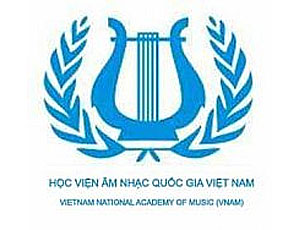 HỌC VIỆN ÂM NHẠC QUỐC GIA VIỆT NAM
VIETNAM NATIONAL ACADEMY OF MUSIC (VNAM)